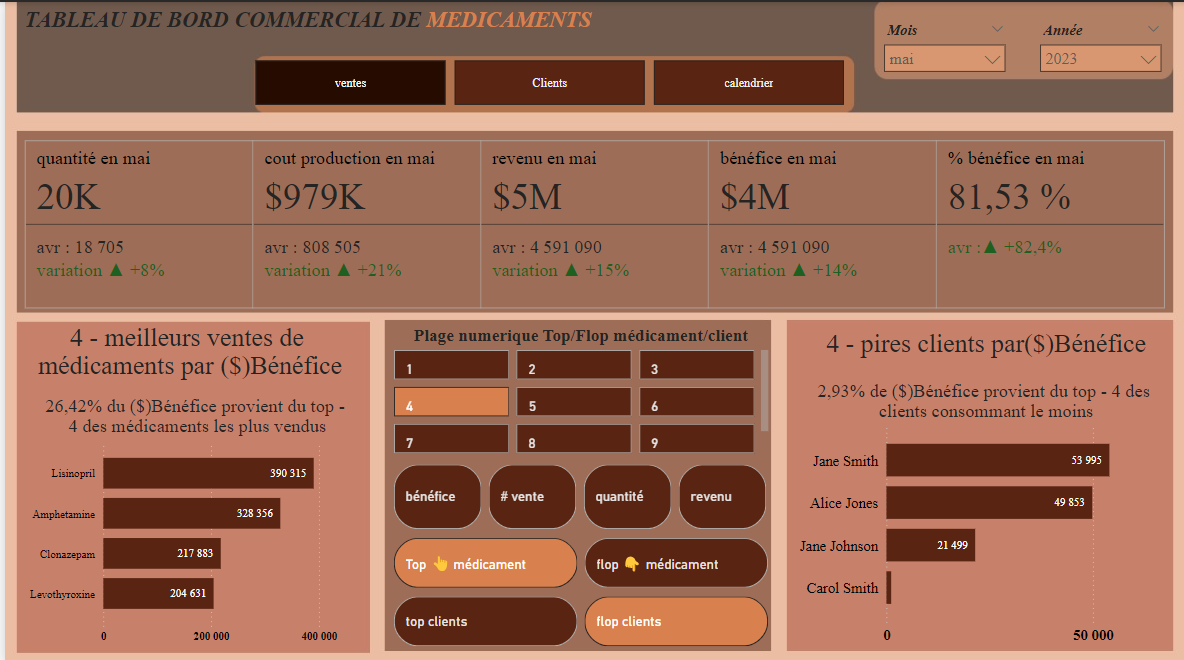 TABLEAU DE BORD COMMERCIAL DE MEDICAMENTS
Mois
Année
mai
2023
ventes
Clients
calendrier
quantité en mai
20K
avr : 18 705
variation ▲ +8%
cout production en mai
$979K
avr : 808 505
variation ▲ +21%
revenu en mai
$5M
avr : 4 591 090
variation ▲ +15%
bénéfice en mai
$4M
avr : 4 591 090
variation ▲ +14%
% bénéfice en mai
81,53 %
avr :▲ +82,4%
4 - meilleurs ventes de
médicaments par ($)Bénéfice
26,42% du ($)Bénéfice provient du top -
4 des médicaments les plus vendus
Lisinopril 390 315
Amphetamine 328 356
Clonazepam 217 883
Levothyroxine 204 631
0 200 000 400 000
Plage numerique Top/Flop médicament/client
1 2 3
4 5 6
7 8 9
bénéfice # vente quantité revenu
Top 👆 médicament
flop 👇 médicament
top clients
flop clients
4 - pires clients par($)Bénéfice
2,93% de ($)Bénéfice provient du top - 4 des
clients consommant le moins
Jane Smith 53 995
Alice Jones 49 853
Jane Johnson 21 499
Carol Smith
0 50 000